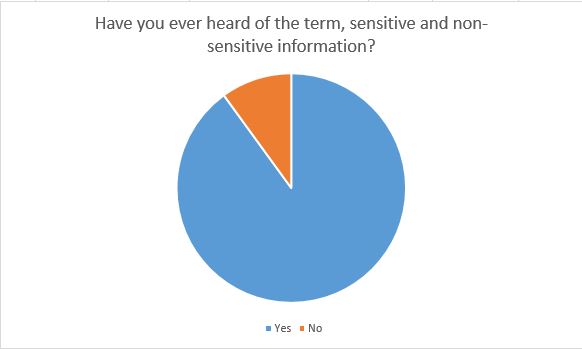 Have you ever heard of the term, sensitive and non-
sensitive information?
Yes No